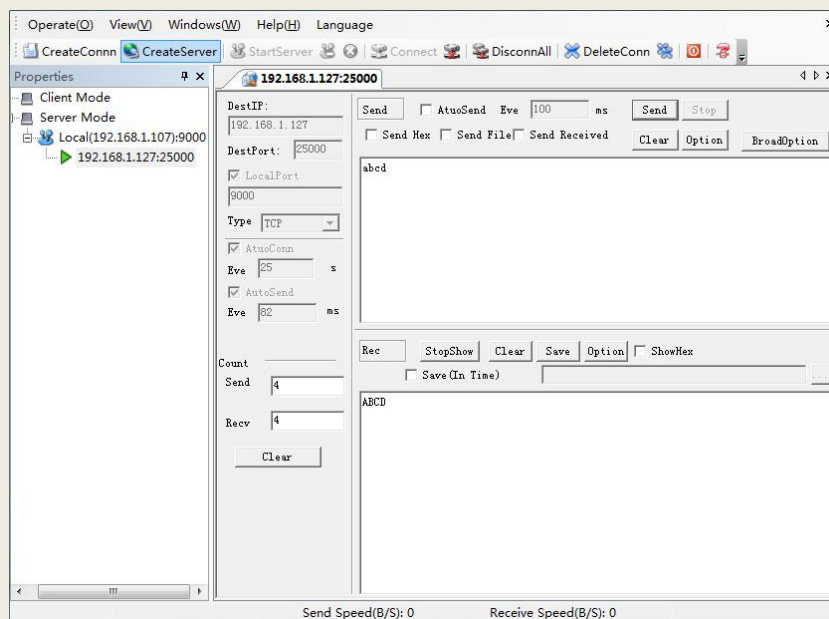 Operate(O) View(V) Windows(W) Help(H) Language
CreateConnn CreateServer StartServer Connect DisconnAll DeleteConn
Properties
Client Mode
Server Mode
Local(192.168.1.107):9000
192.168.1.127:25000
192.168.1.127:25000
DestIP:
192.168.1.127
DestPort: 25000
LocalPort
9000
Type TCP
AtuoConn
Eve 25 s
AutoSend
Eve 82 ms
Count
Send 4
Recv 4
Clear
Send AtuoSend Eve 100 ms Send Stop
Send Hex Send File Send Received Clear Option BroadOption
abcd
Rec StopShow Clear Save Option ShowHex
Save(In Time) ...
ABCD
Send Speed(B/S): 0 Receive Speed(B/S): 0